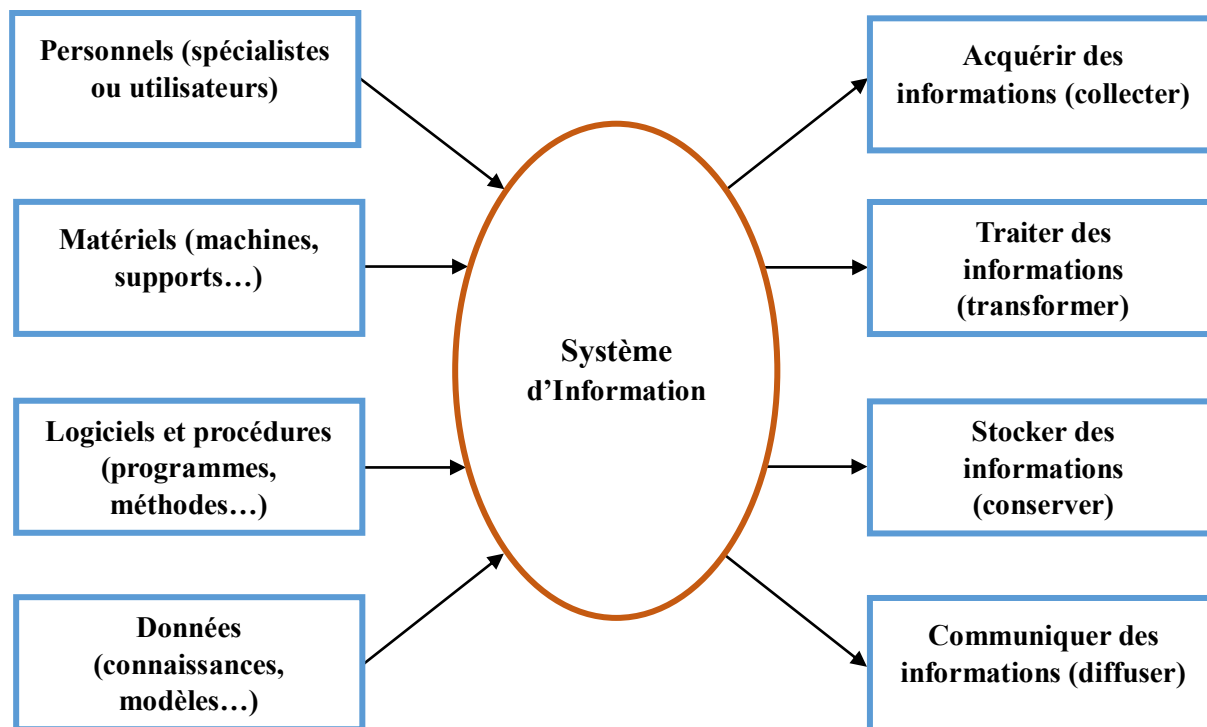 Personnels (spécialistes
ou utilisateurs)
Matériels (machines,
supports…)
Logiciels et procédures
(programmes,
méthodes…)
Données
(connaissances,
modèles…)
Système
d’Information
Acquérir des
informations (collecter)
Traiter des
informations
(transformer)
Stocker des
informations
(conserver)
Communiquer des
informations (diffuser)